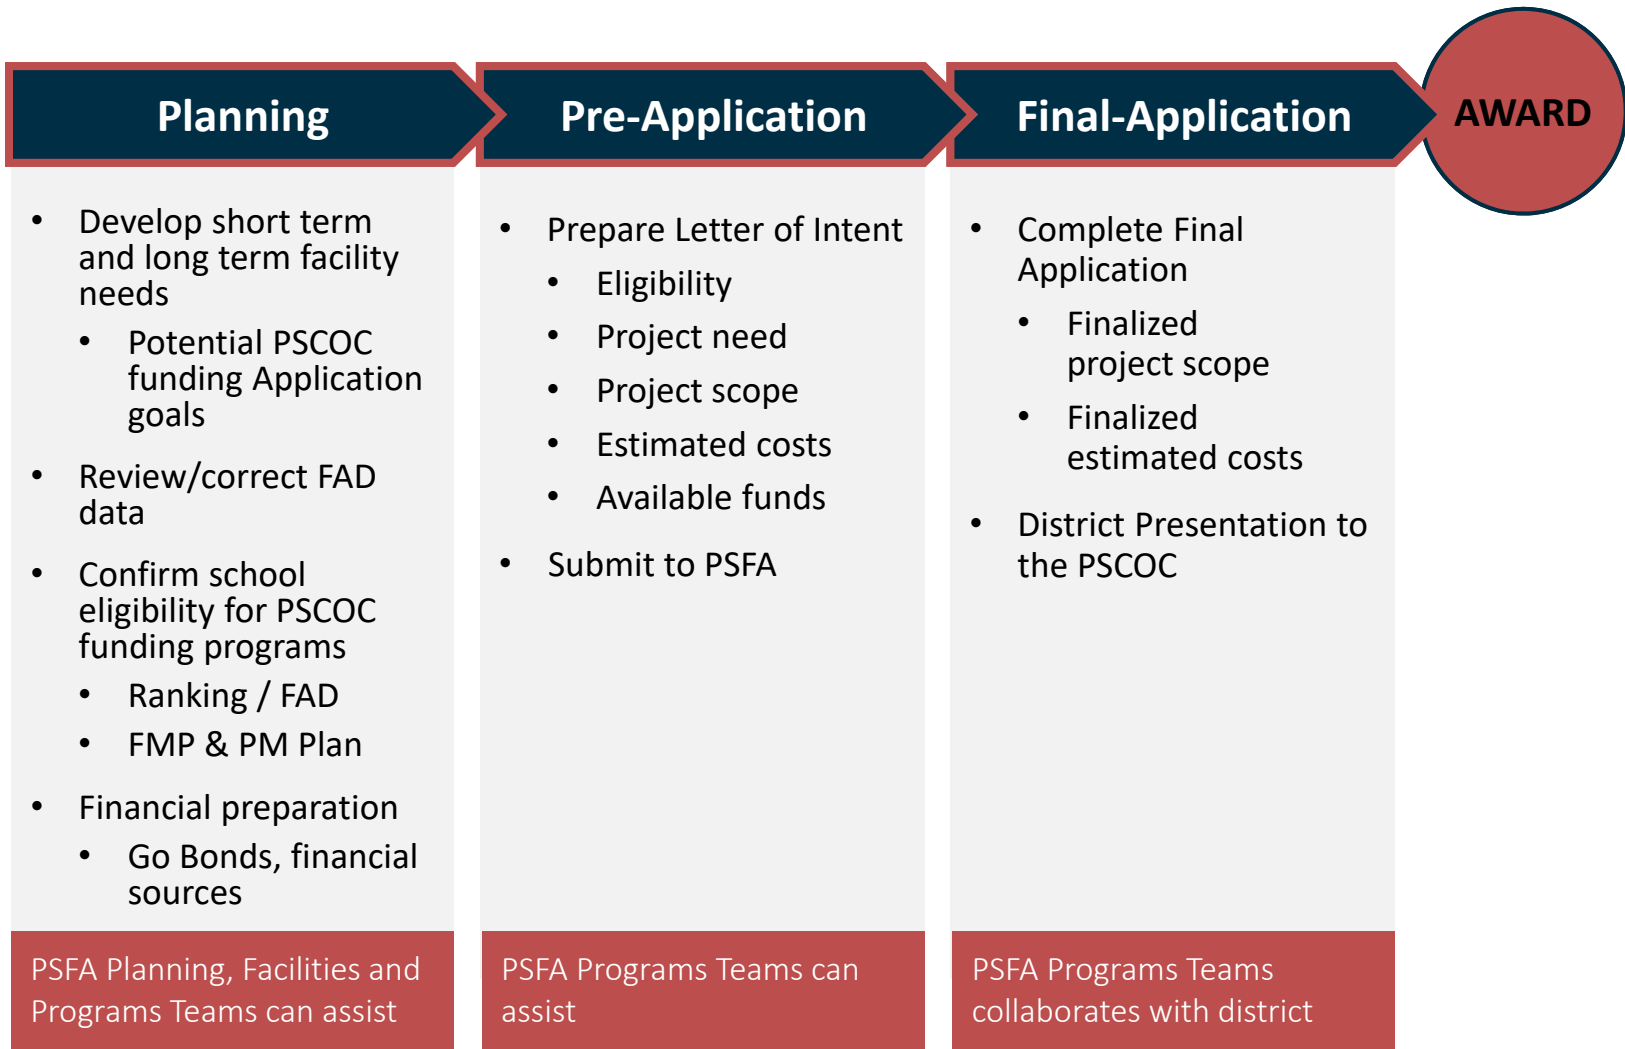 Planning
• Develop short term
and long term facility
needs
• Potential PSCOC
funding Application
goals
• Review/correct FAD
data
• Confirm school
eligibility for PSCOC
funding programs
• Ranking / FAD
• FMP & PM Plan
• Financial preparation
• Go Bonds, financial
sources
PSFA Planning, Facilities and
Programs Teams can assist
Pre-Application
• Prepare Letter of Intent
• Eligibility
• Project need
• Project scope
• Estimated costs
• Available funds
• Submit to PSFA
PSFA Programs Teams can
assist
Final-Application
• Complete Final
Application
• Finalized
project scope
• Finalized
estimated costs
• District Presentation to
the PSCOC
PSFA Programs Teams
collaborates with district
AWARD